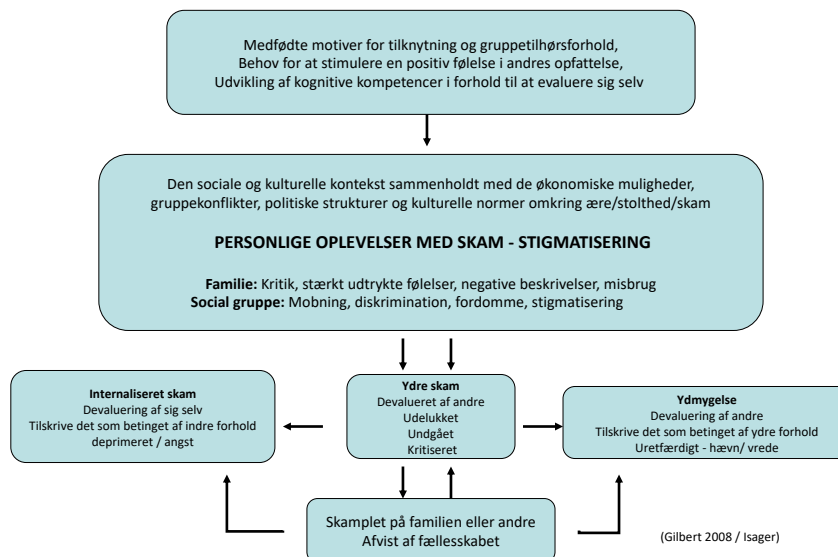 Medfødte motiver for tilknytning og gruppetilhørsforhold,
Behov for at stimulere en positiv følelse i andres opfattelse,
Udvikling af kognitive kompetencer i forhold til at evaluere sig selv
Den sociale og kulturelle kontekst sammenholdt med de økonomiske muligheder,
gruppekonflikter, politiske strukturer og kulturelle normer omkring ære/stolthed/skam
PERSONLIGE OPLEVELSER MED SKAM - STIGMATISERING
Familie: Kritik, stærkt udtrykte følelser, negative beskrivelser, misbrug
Social gruppe: Mobning, diskrimination, fordomme, stigmatisering
Internaliseret skam
Devaluering af sig selv
Tilskrive det som betinget af indre forhold
deprimeret / angst
Ydre skam
Devalueret af andre
Udelukket
Undgået
Kritiseret
Ydmygelse
Devaluering af andre
Tilskrive det som betinget af ydre forhold
Uretfærdigt - hævn/ vrede
Skamplet på familien eller andre
Afvist af fællesskabet
(Gilbert 2008 / Isager)